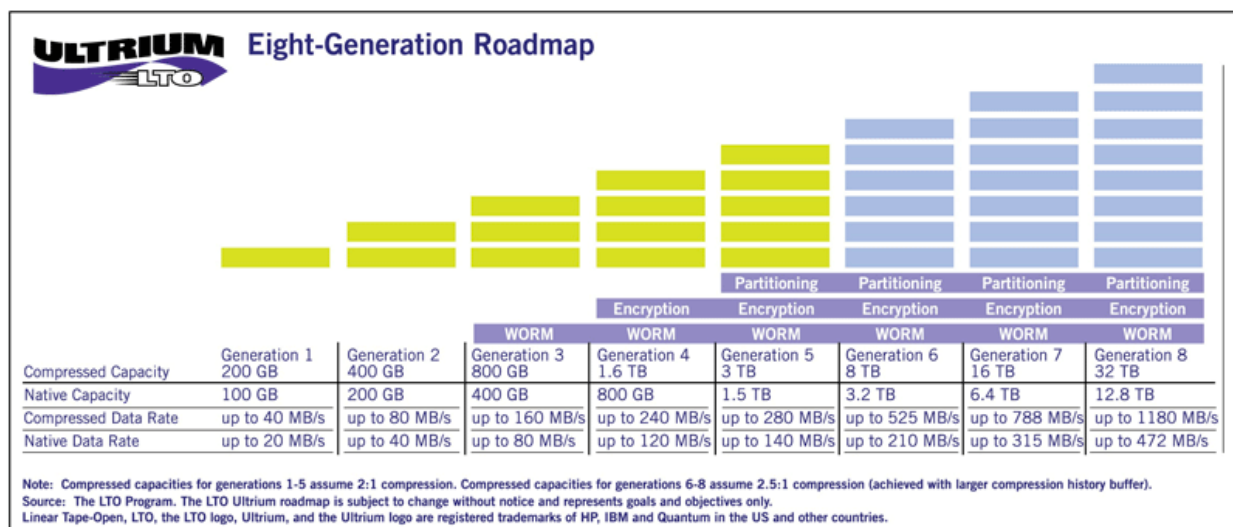 ULTRIUM
LTO
Eight-Generation Roadmap
Partitioning Partitioning Partitioning Partitioning
Encryption Encryption Encryption Encryption Encryption
WORM WORM WORM WORM WORM WORM
Generation 1 Generation 2 Generation 3 Generation 4 Generation 5 Generation 6 Generation 7 Generation 8
Compressed Capacity 200 GB 400 GB 800 GB 1.6 TB 3 TB 8 TB 16 TB 32 TB
Native Capacity 100 GB 200 GB 400 GB 800 GB 1.5 TB 3.2 TB 6.4 TB 12.8 TB
Compressed Data Rate up to 40 MB/s up to 80 MB/s up to 160 MB/s up to 240 MB/s up to 280 MB/s up to 525 MB/s up to 788 MB/s up to 1180 MB/s
Native Data Rate up to 20 MB/s up to 40 MB/s up to 80 MB/s up to 120 MB/s up to 140 MB/s up to 210 MB/s up to 315 MB/s up to 472 MB/s
Note: Compressed capacities for generations 1-5 assume 2:1 compression. Compressed capacities for generations 6-8 assume 2.5:1 compression (achieved with larger compression history buffer).
Source: The LTO Program. The LTO Ultrium roadmap is subject to change without notice and represents goals and objectives only.
Linear Tape-Open, LTO, the LTO logo, Ultrium, and the Ultrium logo are registered trademarks of HP, IBM and Quantum in the US and other countries.